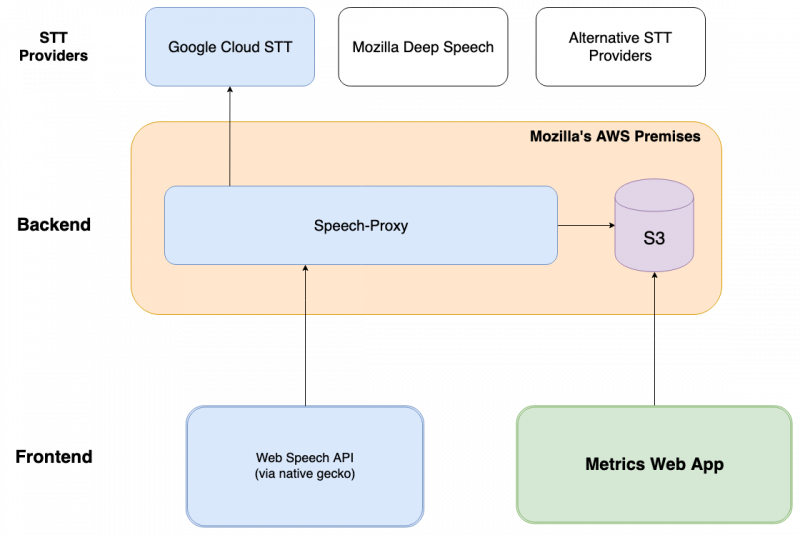 STT
Providers
Google Cloud STT
Mozilla Deep Speech
Alternative STT
Providers
Mozilla's AWS Premises
Backend
Speech-Proxy
S3
Frontend
Web Speech API
(via native gecko)
Metrics Web App